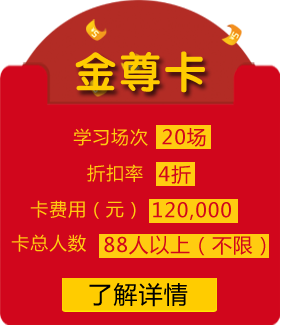 金尊卡
学习场次 20场
折扣率 4折
卡费用（元） 120,000
卡总人数 88人以上（不限）
了解详情